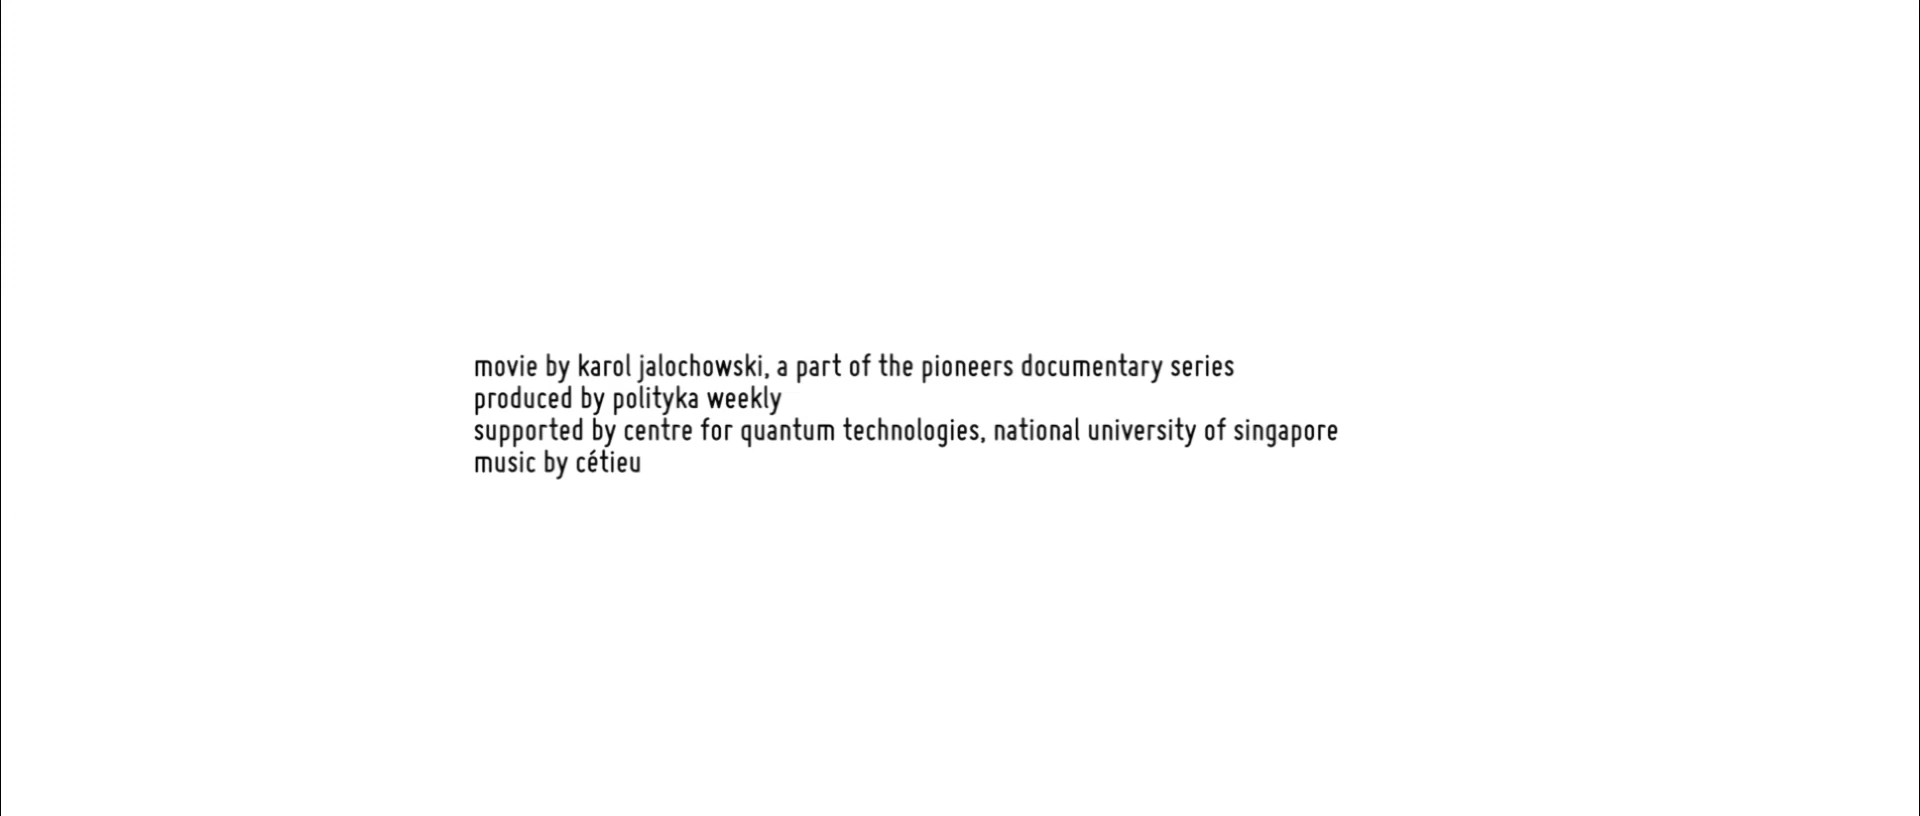 movie by karol jalochowski, a part of the pioneers documentary series
produced by polityka weekly
supported by centre for quantum technologies, national university of singapore
music by cétieu